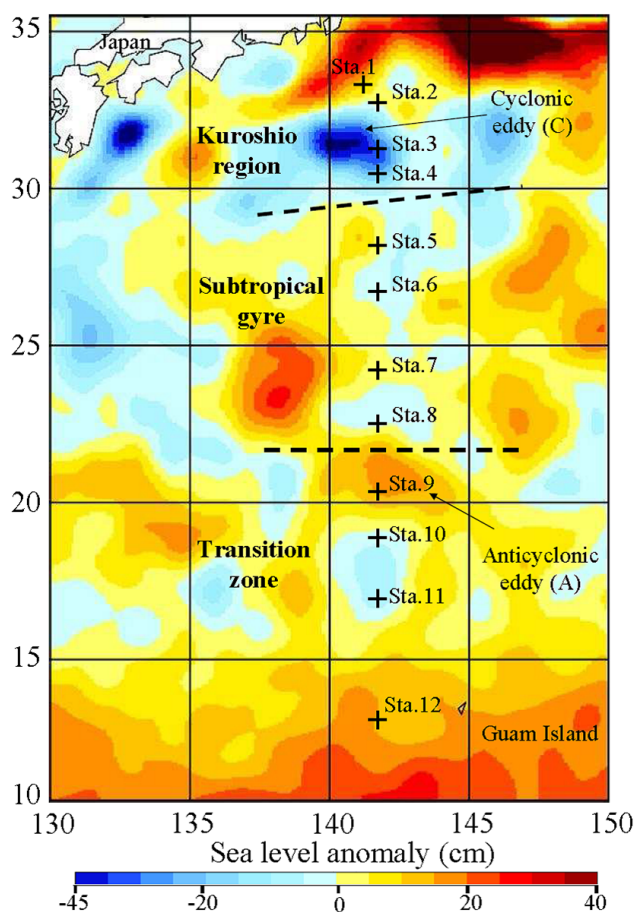 35
Japan
Sta.1
Sta.2
Cyclonic
eddy (C)
Kuroshio
region
Sta.3
Sta.4
30
Sta.5
Subtropical
gyre
Sta.6
25
Sta.7
Sta.8
20
Sta.9
Transition
zone
Sta.10
Anticyclonic
eddy (A)
Sta.11
15
Sta.12
Guam Island
10
130 135 140 145 150
Sea level anomaly (cm)
-45 -20 0 20 40